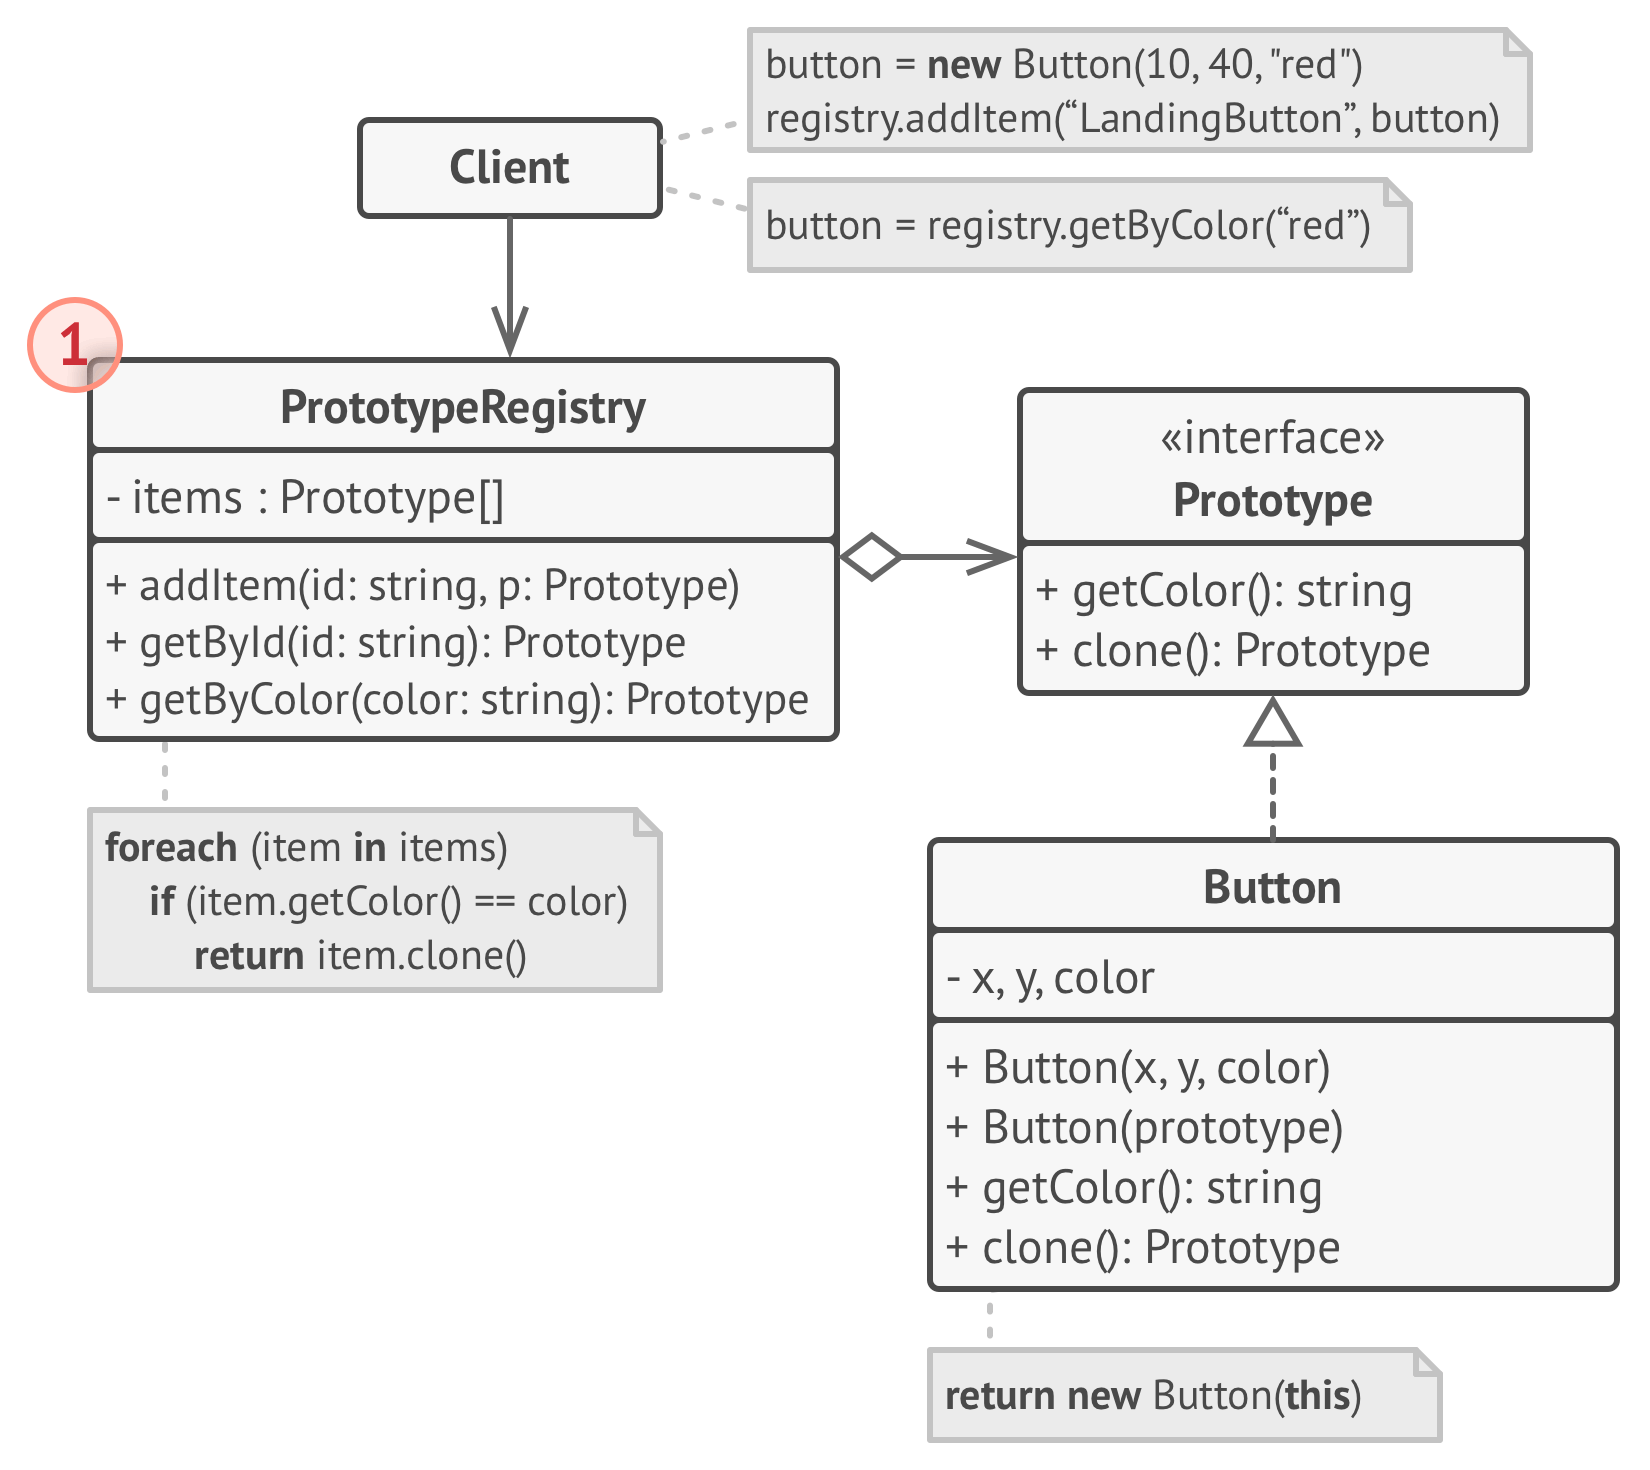 button = new Button(10, 40, "red")
registry.addItem(“LandingButton”, button)
Client
button = registry.getByColor(“red”)
1
PrototypeRegistry
- items : Prototype[]
+ addItem(id: string, p: Prototype)
+ getById(id: string): Prototype
+ getByColor(color: string): Prototype
«interface»
Prototype
+ getColor(): string
+ clone(): Prototype
foreach (item in items)
if (item.getColor() == color)
return item.clone()
Button
- x, y, color
+ Button(x, y, color)
+ Button(prototype)
+ getColor(): string
+ clone(): Prototype
return new Button(this)